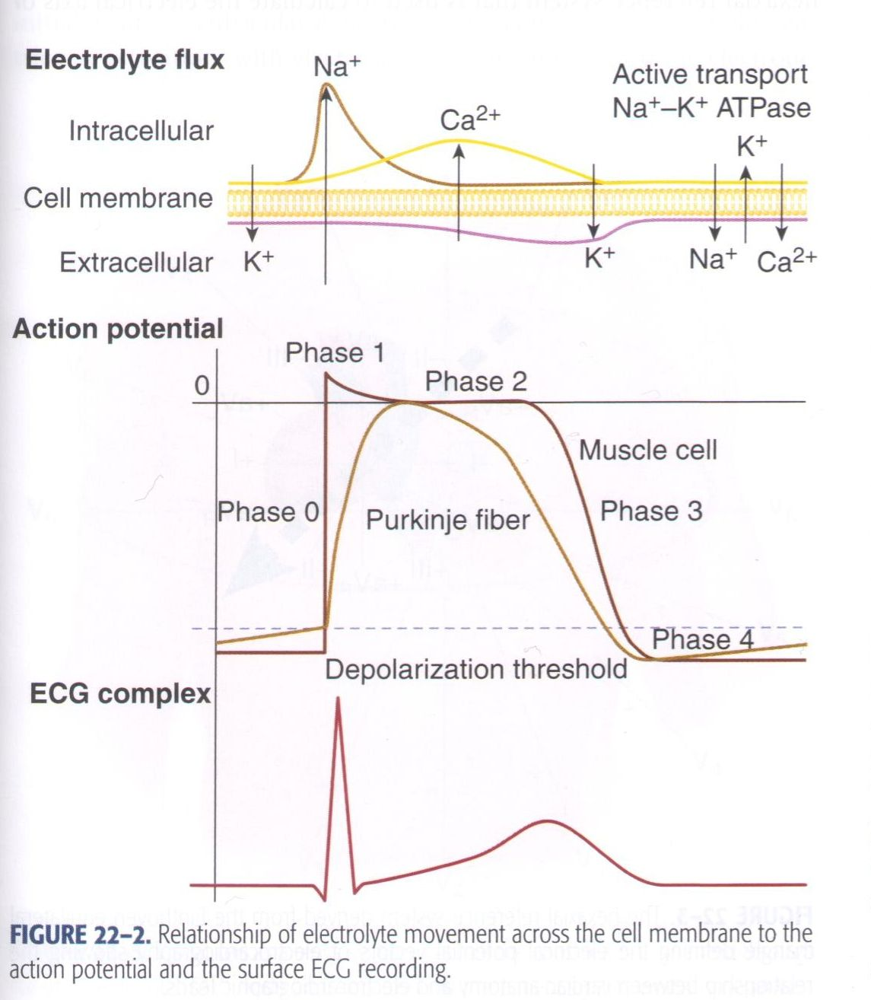 Electrolyte flux
Na⁺
Active transport
Na⁺–K⁺ ATPase
Intracellular
Ca²⁺
K⁺
Cell membrane
Extracellular
K⁺
K⁺
Na⁺
Ca²⁺
Action potential
Phase 1
0
Phase 2
Muscle cell
Phase 0
Purkinje fiber
Phase 3
Phase 4
Depolarization threshold
ECG complex
FIGURE 22–2. Relationship of electrolyte movement across the cell membrane to the
action potential and the surface ECG recording.